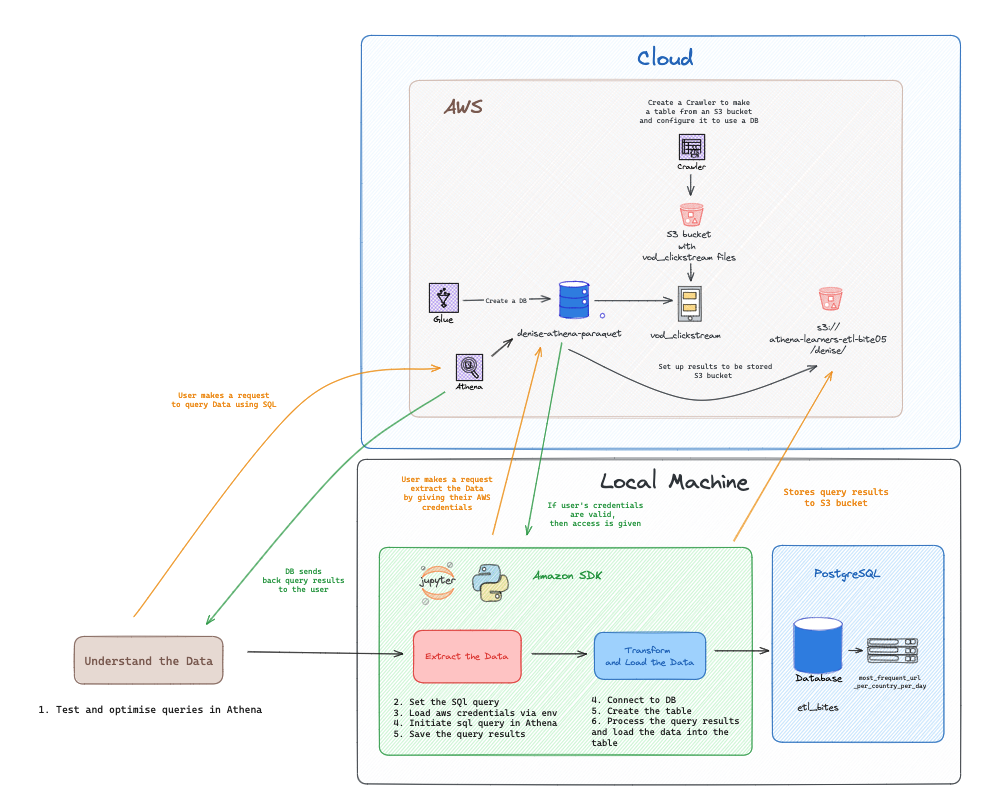 Cloud
AWS
Create a Crawler to make
a table from an S3 bucket
and configure it to use a DB
Crawler
S3 bucket
with
vod_clickstream files
Glue
Create a DB
denise-athena-paraquet
vod_clickstream
s3://
athena-learners-etl-bite05
/denise/
Athena
Set up results to be stored
S3 bucket
User makes a request
to query Data using SQL
Local Machine
User makes a request
extract the Data
by giving their AWS
credentials
If user's credentials
are valid,
then access is given
Stores query results
to S3 bucket
DB sends
back query results
to the user
jupyter
Amazon SDK
PostgreSQL
Understand the Data
Extract the Data
Transform
and Load the Data
Database
most_frequent_url
_per_country_per_day
etl_bites
1. Test and optimise queries in Athena
2. Set the SQl query
3. Load aws credentials via env
4. Initiate sql query in Athena
5. Save the query results
4. Connect to DB
5. Create the table
6. Process the query results
and load the data into the
table